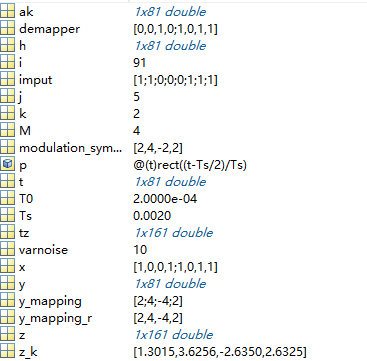 ak 1x81 double
demapper [0,0,1,0;1,0,1,1]
h 1x81 double
i 91
imput [1;1;0;0;0;1;1;1]
j 5
k 2
M 4
modulation_sym... [2,4,-2,2]
p @(t)rect((t-Ts/2)/Ts)
t 1x81 double
T0 2.0000e-04
Ts 0.0020
tz 1x161 double
varnoise 10
x [1,0,0,1;1,0,1,1]
y 1x81 double
y_mapping [2;4;-4;2]
y_mapping_r [2,4,-4,2]
z 1x161 double
z_k [1.3015,3.6256,-2.6350,2.6325]